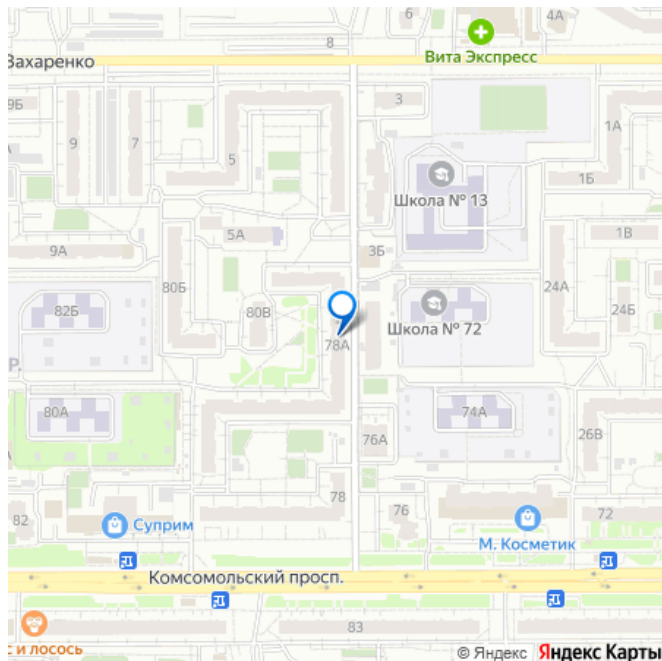 6
4А
8
Вита Экспресс
Захаренко
3
9Б
9
7
1А
5
1Б
Школа № 13
5А
1В
3Б
9А
80Б
24А
82Б
80В
24Б
Школа № 72
78А
Р.
80А
74А
26В
76А
78
82
76
72
Суприм
М. Косметик
Комсомольский просп.
83
с и лосось
© Яндекс Яндекс Карты